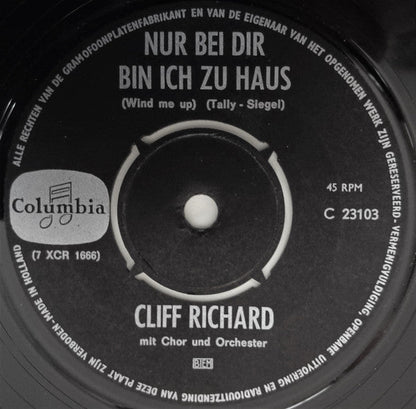 ALLE RECHTEN VAN DE GRAMOFOONPLATENFABRIKANT EN VAN DE EIGENAAR VAN HET OPGENOMEN WERK ZIJN GERESERVEERD - VERMENIGVULDIGING, OPENBARE UITVOERING EN RADIOUITZENDING VAN DEZE PLAAT ZIJN VERBODEN - MADE IN HOLLAND
NUR BEI DIR
BIN ICH ZU HAUS
(Wind me up) (Tally - Siegel)
Columbia
(7 XCR 1666)
45 RPM
C 23103
CLIFF RICHARD
mit Chor und Orchester
BIEM